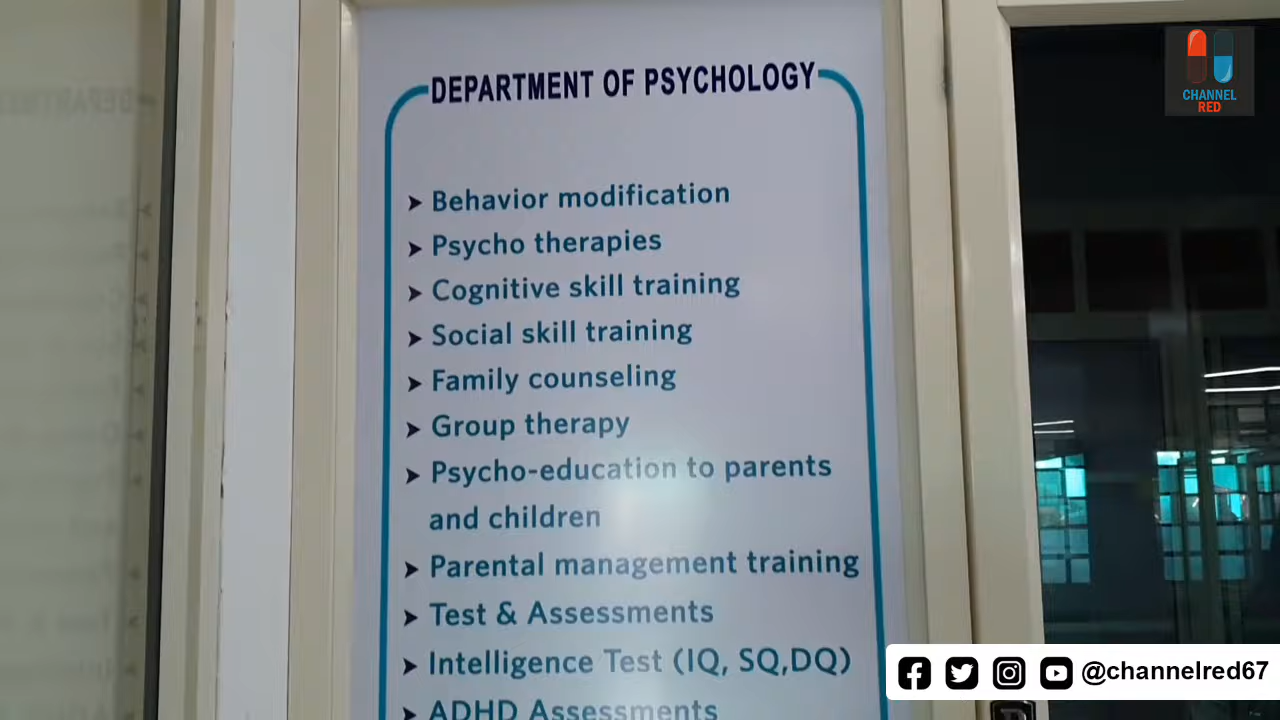 DEPARTMENT OF PSYCHOLOGY
➤ Behavior modification
➤ Psycho therapies
➤ Cognitive skill training
➤ Social skill training
➤ Family counseling
➤ Group therapy
➤ Psycho-education to parents
and children
➤ Parental management training
➤ Test & Assessments
➤ Intelligence Test (IQ, SQ,DQ)
➤ ADHD Assessments
CHANNEL
RED
@channelred67